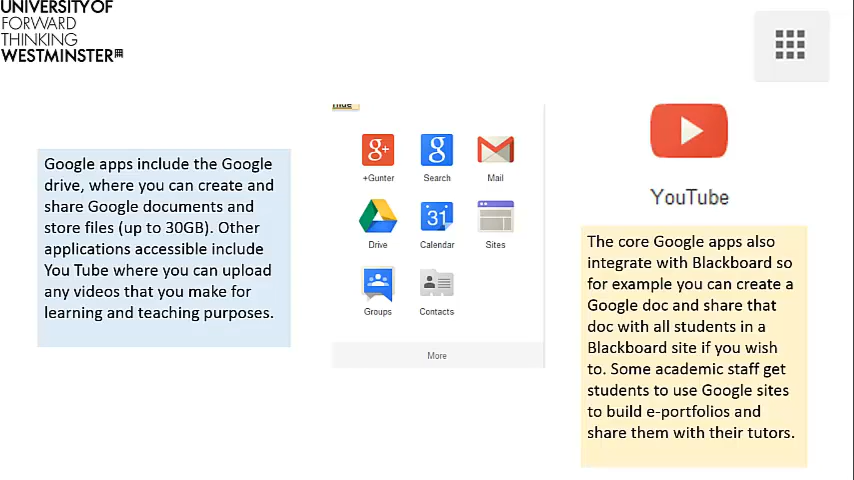 UNIVERSITY OF
FORWARD
THINKING
WESTMINSTER
Google apps include the Google
drive, where you can create and
share Google documents and
store files (up to 30GB). Other
applications accessible include
You Tube where you can upload
any videos that you make for
learning and teaching purposes.
+Gunter Search Mail
31
Drive Calendar Sites
Groups Contacts
More
YouTube
The core Google apps also
integrate with Blackboard so
for example you can create a
Google doc and share that
doc with all students in a
Blackboard site if you wish
to. Some academic staff get
students to use Google sites
to build e-portfolios and
share them with their tutors.